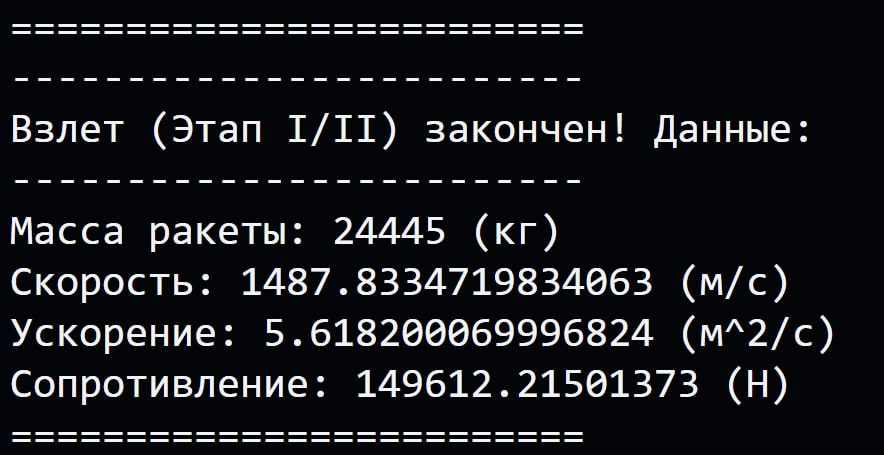 =========================
-------------------------
Взлет (Этап I/II) закончен! Данные:
-------------------------
Масса ракеты: 24445 (кг)
Скорость: 1487.8334719834063 (м/с)
Ускорение: 5.618200069996824 (м^2/с)
Сопротивление: 149612.21501373 (Н)
=========================